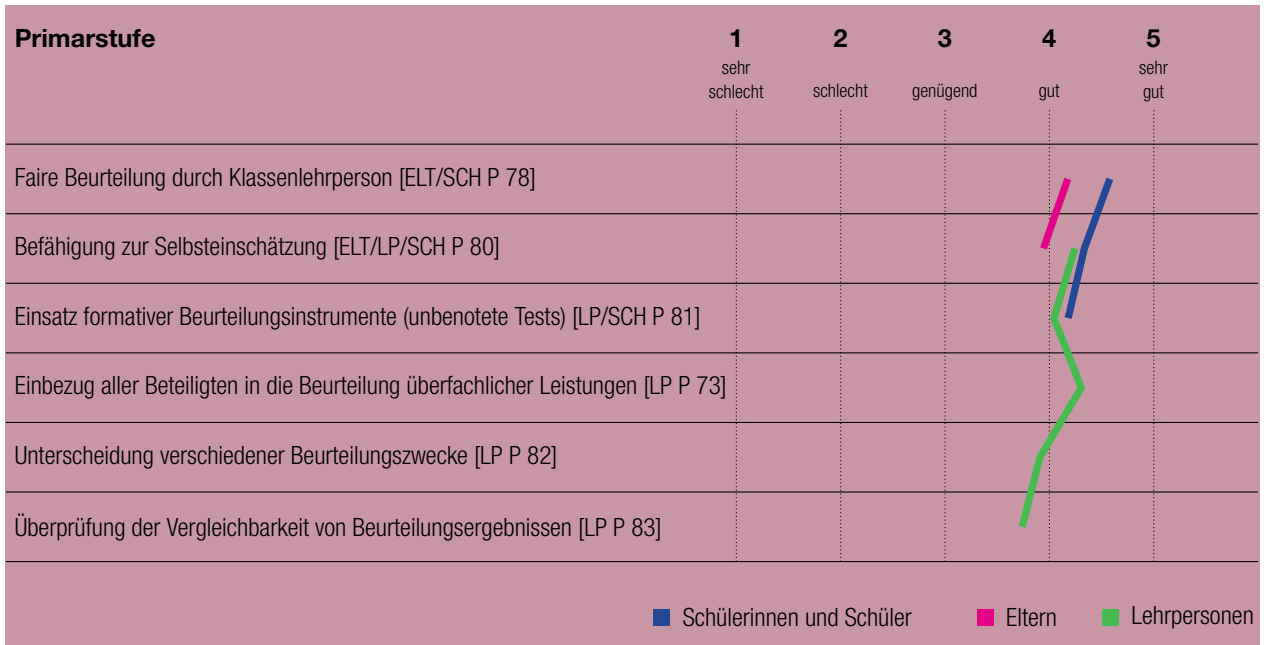 Primarstufe 1 2 3 4 5
sehr sehr
schlecht schlecht genügend gut gut
Faire Beurteilung durch Klassenlehrperson [ELT/SCH P 78]
Befähigung zur Selbsteinschätzung [ELT/LP/SCH P 80]
Einsatz formativer Beurteilungsinstrumente (unbenotete Tests) [LP/SCH P 81]
Einbezug aller Beteiligten in die Beurteilung überfachlicher Leistungen [LP P 73]
Unterscheidung verschiedener Beurteilungszwecke [LP P 82]
Überprüfung der Vergleichbarkeit von Beurteilungsergebnissen [LP P 83]
Schülerinnen und Schüler Eltern Lehrpersonen